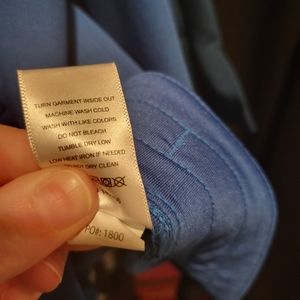 TURN GARMENT INSIDE OUT
MACHINE WASH COLD
WASH WITH LIKE COLORS
DO NOT BLEACH
TUMBLE DRY LOW
LOW HEAT IRON IF NEEDED
DRY CLEAN
PO#: 1800